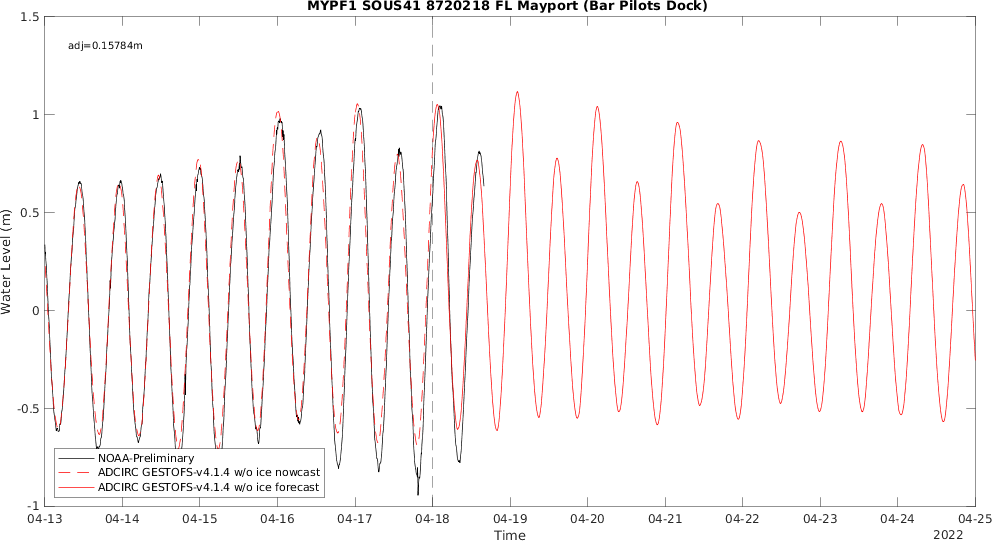 MYPF1 SOUS41 8720218 FL Mayport (Bar Pilots Dock)
adj=0.15784m
Water Level (m)
1.5
1
0.5
0
-0.5
-1
NOAA-Preliminary
ADCIRC GESTOFS-v4.1.4 w/o ice nowcast
ADCIRC GESTOFS-v4.1.4 w/o ice forecast
04-13 04-14 04-15 04-16 04-17 04-18 04-19 04-20 04-21 04-22 04-23 04-24 04-25
Time
2022